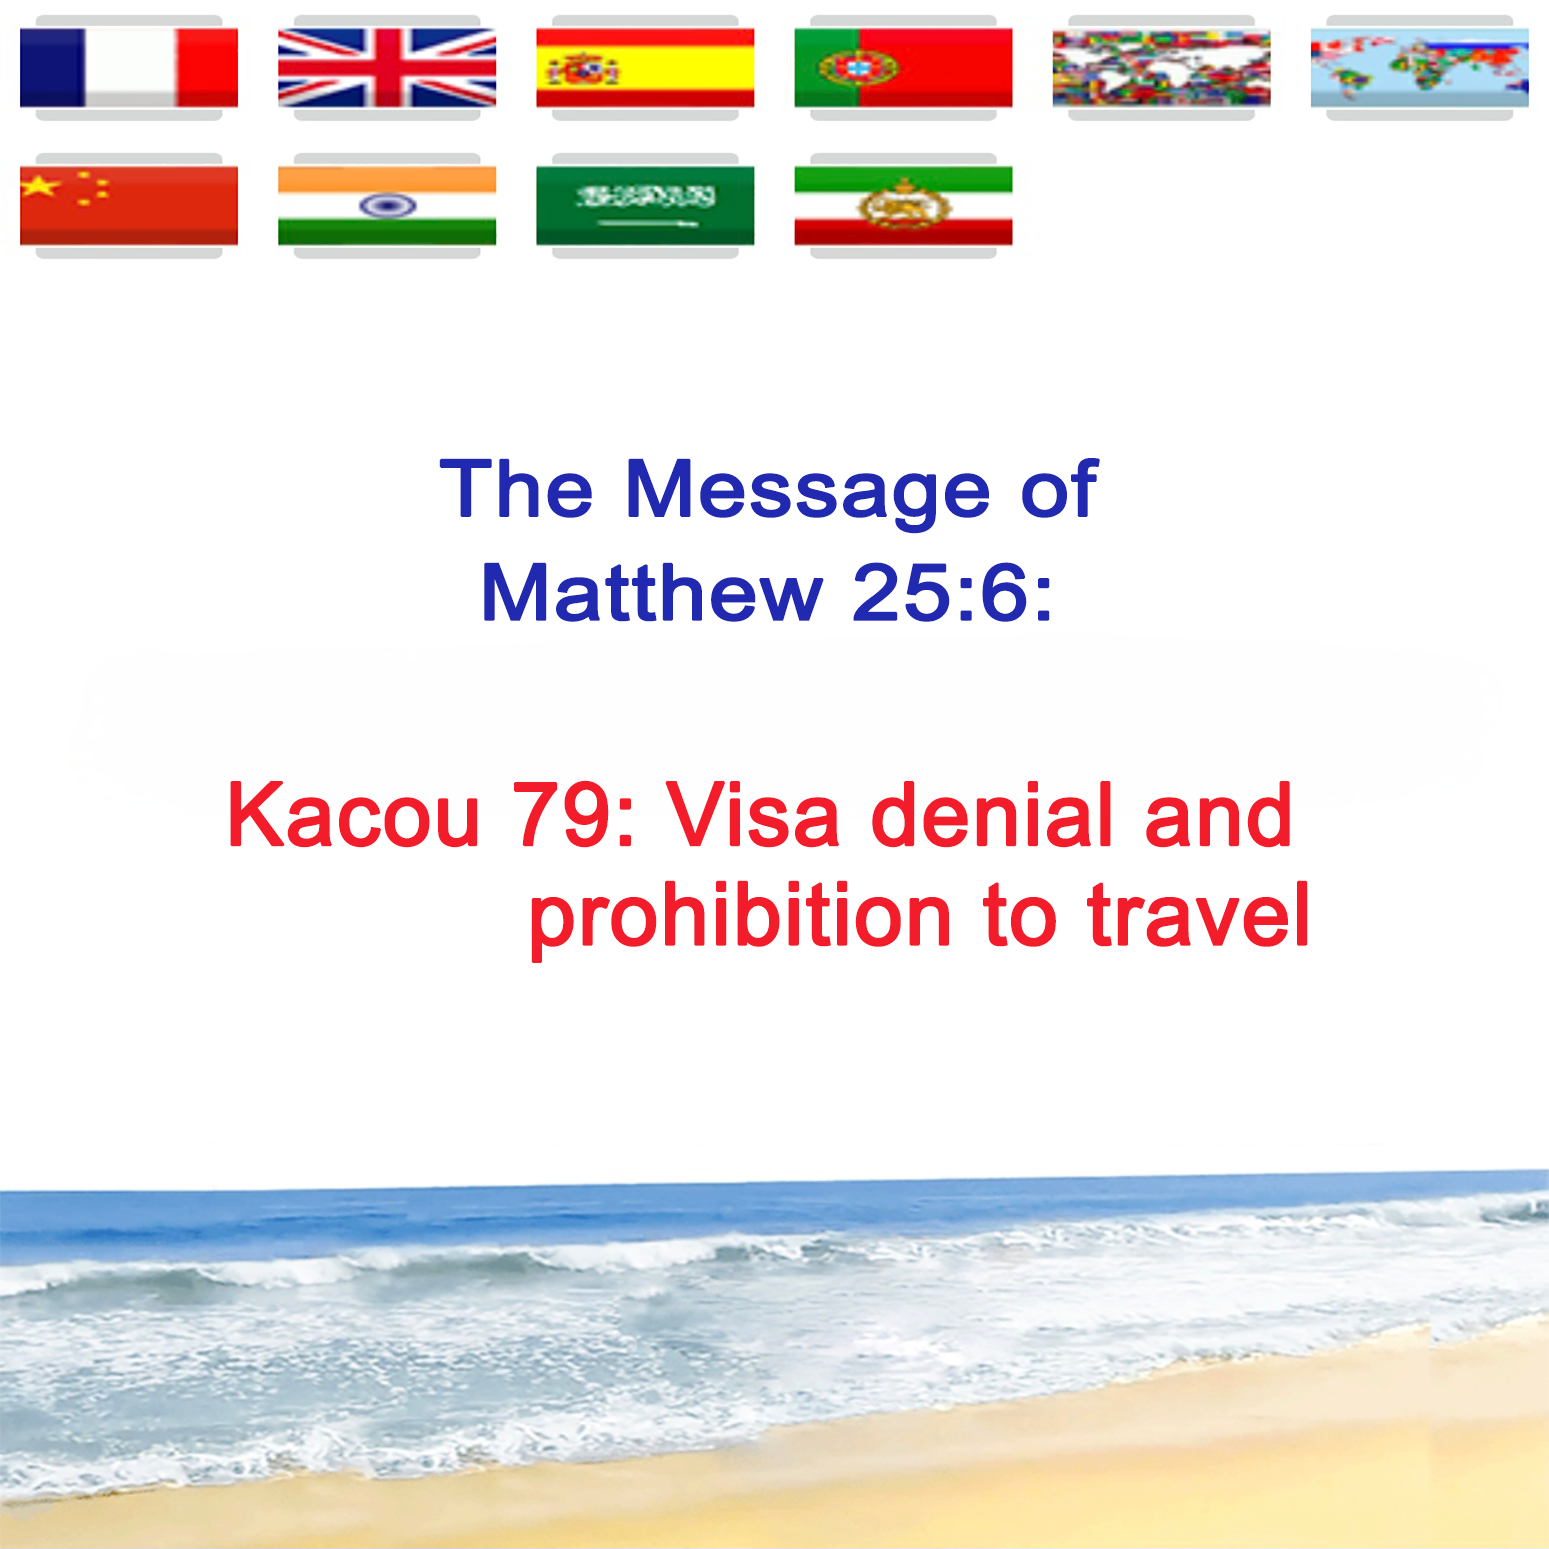 The Message of
Matthew 25:6:
Kacou 79: Visa denial and
prohibition to travel